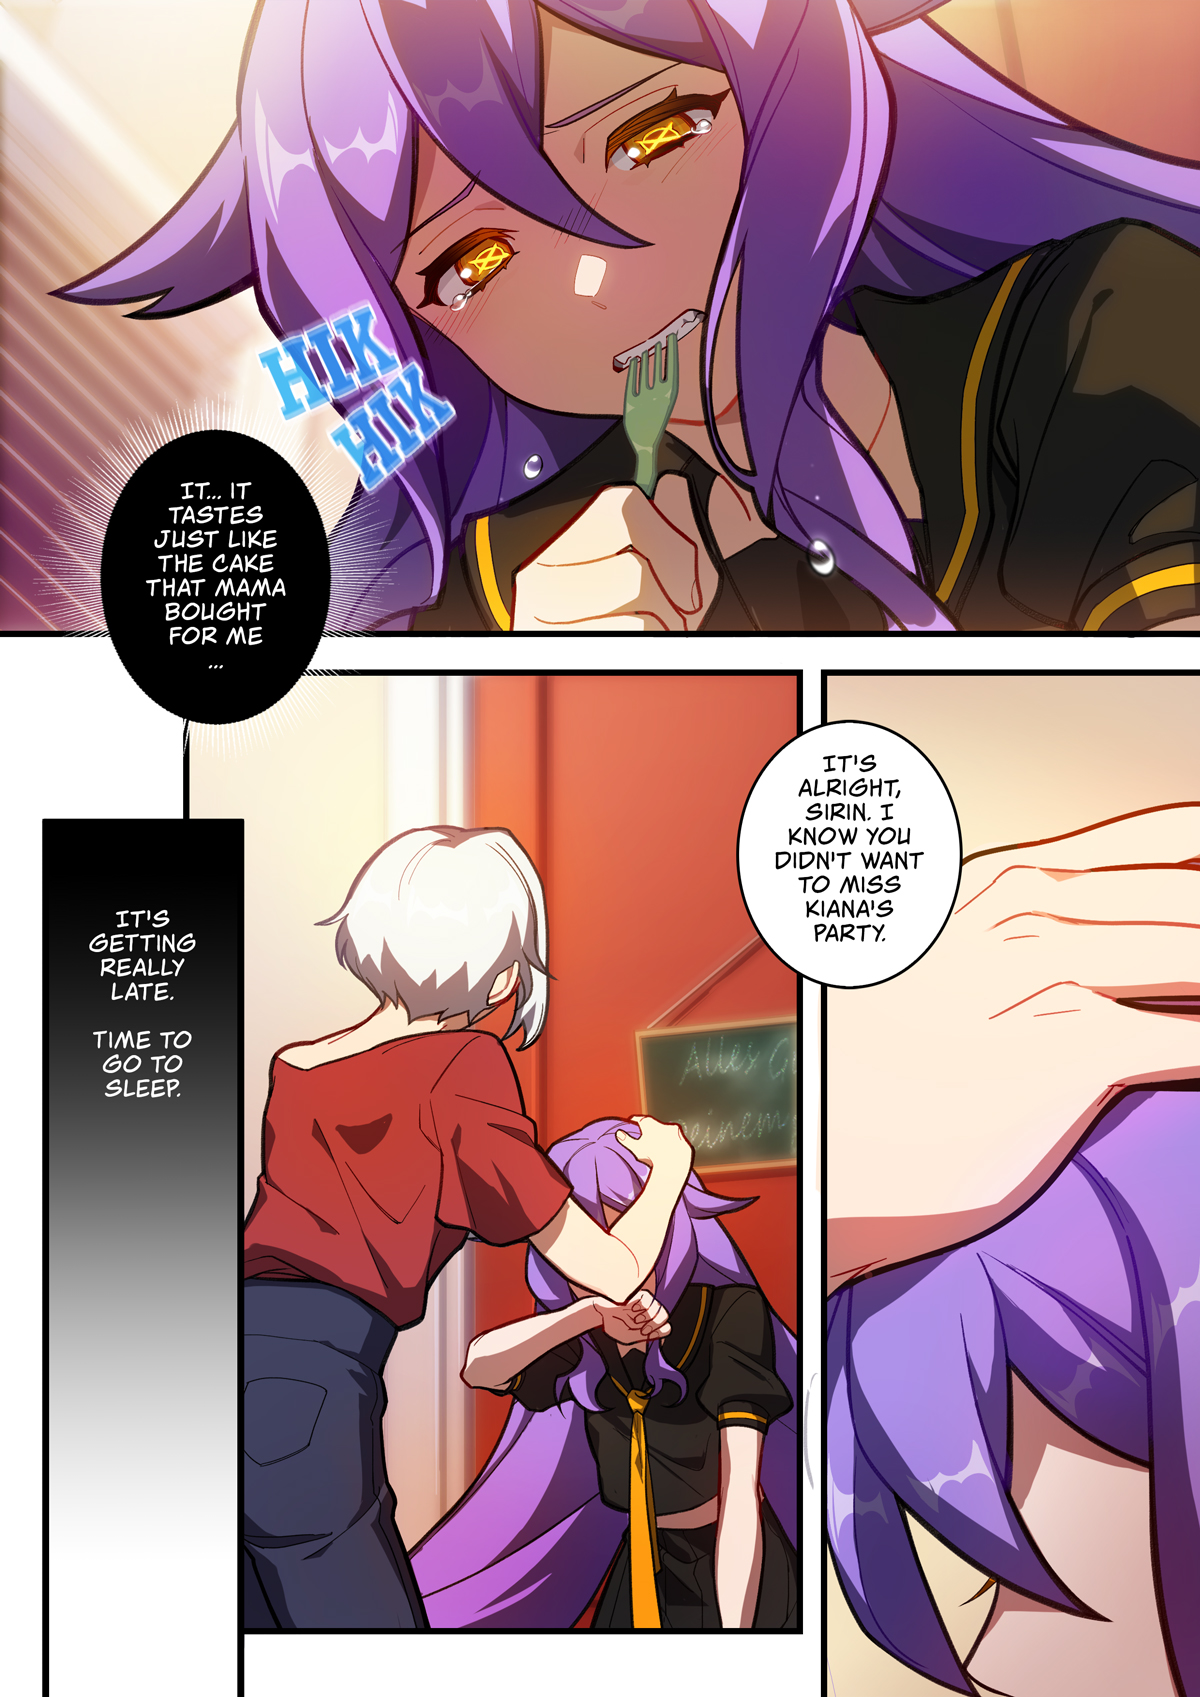 HIK
HIK
IT... IT
TASTES
JUST LIKE
THE CAKE
THAT MAMA
BOUGHT
FOR ME
...
IT'S
ALRIGHT,
SIRIN. I
KNOW YOU
DIDN'T WANT
TO MISS
KIANA'S
PARTY.
IT'S
GETTING
REALLY
LATE.
TIME TO
GO TO
SLEEP.
Alles G
einem